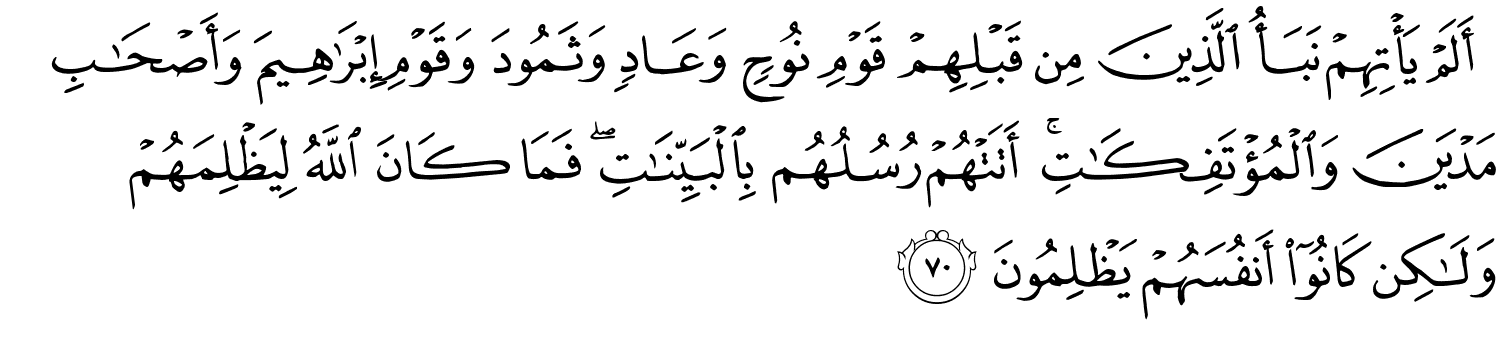 أَلَمْ يَأْتِهِمْ نَبَأُ ٱلَّذِينَ مِن قَبْلِهِمْ قَوْمِ نُوحٍ وَعَادٍ وَثَمُودَ وَقَوْمِ إِبْرَٰهِيمَ وَأَصْحَـٰبِ
مَدْيَنَ وَٱلْمُؤْتَفِكَـٰتِ ۚ أَتَتْهُمْ رُسُلُهُم بِٱلْبَيِّنَـٰتِ ۖ فَمَا كَانَ ٱللَّهُ لِيَظْلِمَهُمْ
وَلَـٰكِن كَانُوٓا۟ أَنفُسَهُمْ يَظْلِمُونَ ٧٠